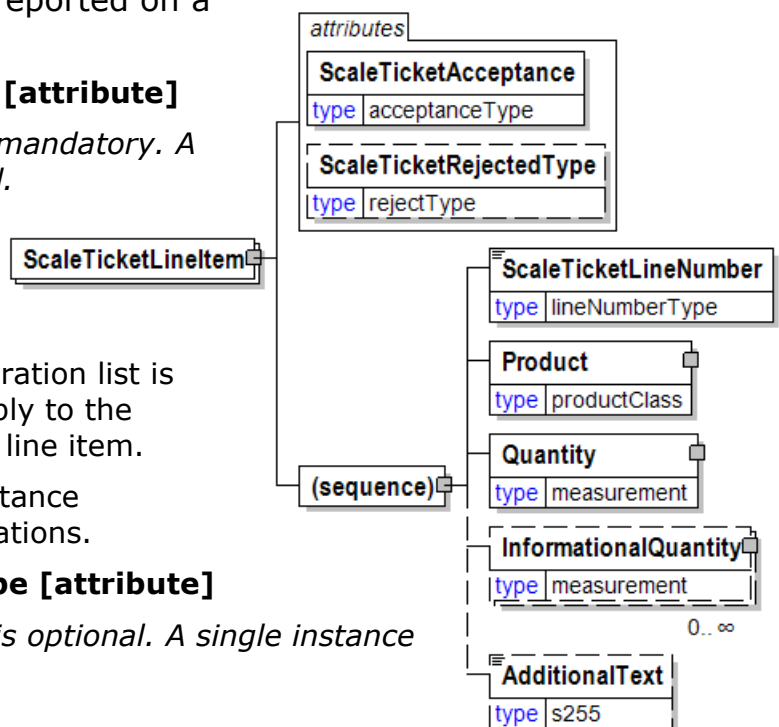 reported on a
[attribute]
mandatory. A
ration list is
ply to the
line item.
tance
ations.
pe [attribute]
is optional. A single instance
attributes
ScaleTicketAcceptance
type acceptanceType
ScaleTicketRejectedType
type rejectType
ScaleTicketLineItem
(sequence)
ScaleTicketLineNumber
type lineNumberType
Product
type productClass
Quantity
type measurement
InformationalQuantity
type measurement
0.. ∞
AdditionalText
type s255